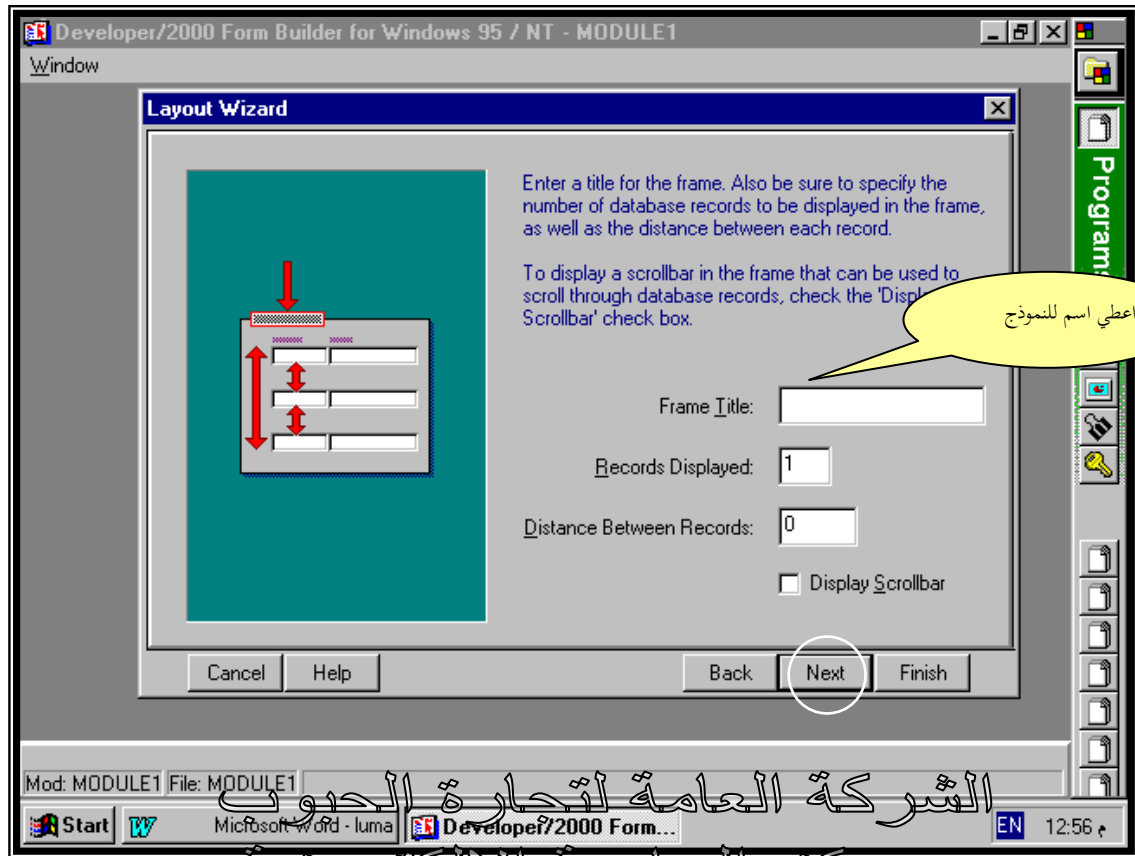 Developer/2000 Form Builder for Windows 95 / NT - MODULE1
Window
Layout Wizard
Enter a title for the frame. Also be sure to specify the
number of database records to be displayed in the frame,
as well as the distance between each record.
To display a scrollbar in the frame that can be used to
scroll through database records, check the
Scrollbar' check box.
اعطي اسم للنموذج
Frame Title:
Records Displayed: 1
Distance Between Records: 0
Display Scrollbar
Cancel Help Back Next Finish
Programs
Mod: MODULE1 File: MODULE1
الشركة العامة لتجارة الحبوب
Start Microsoft Word - luma Developer/2000 Form... EN 12:56 م